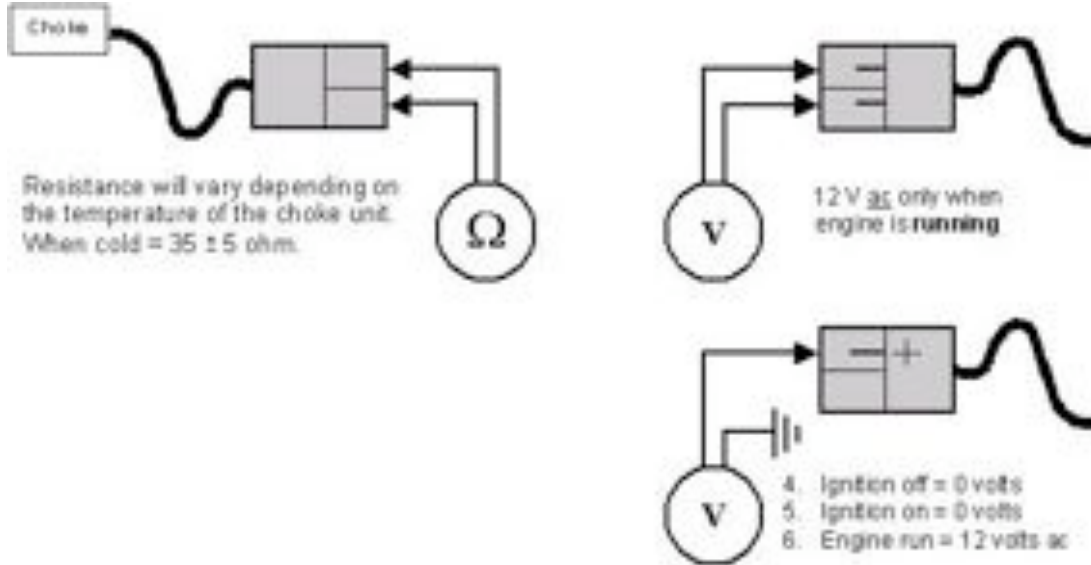 Choke
Resistance will vary depending on
the temperature of the choke unit.
When cold = 35 ± 5 ohm.
Ω
V
12 V ac only when
engine is running
V
4. Ignition off = 0 volts
5. Ignition on = 0 volts
6. Engine run = 12 volts ac